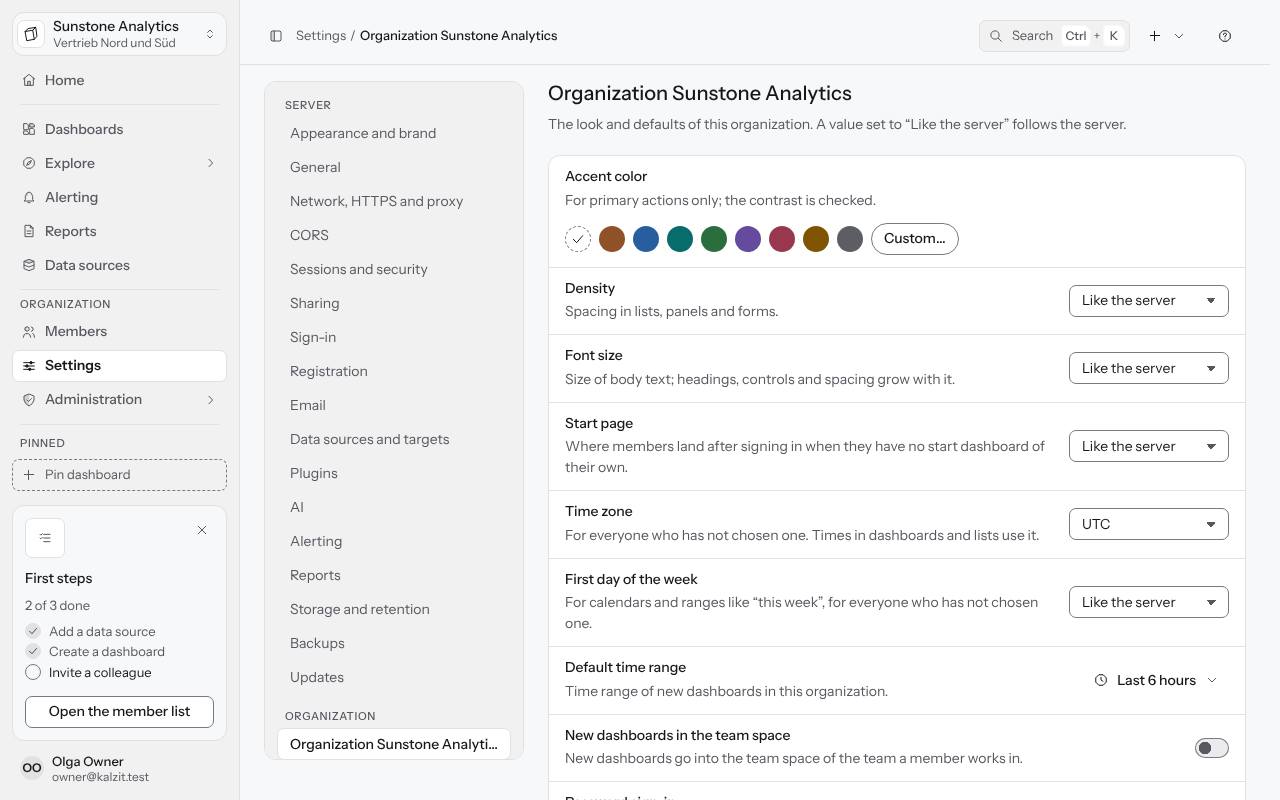 Sunstone Analytics
Vertrieb Nord und Süd
Home
Dashboards
Explore
Alerting
Reports
Data sources
ORGANIZATION
Members
Settings
Administration
PINNED
Pin dashboard
First steps
2 of 3 done
Add a data source
Create a dashboard
Invite a colleague
Open the member list
OO
Olga Owner
owner@kalzit.test
Settings / Organization Sunstone Analytics
Search Ctrl + K
SERVER
Appearance and brand
General
Network, HTTPS and proxy
CORS
Sessions and security
Sharing
Sign-in
Registration
Email
Data sources and targets
Plugins
AI
Alerting
Reports
Storage and retention
Backups
Updates
ORGANIZATION
Organization Sunstone Analyti...
Organization Sunstone Analytics
The look and defaults of this organization. A value set to “Like the server” follows the server.
Accent color
For primary actions only; the contrast is checked.
Custom...
Density
Spacing in lists, panels and forms.
Like the server
Font size
Size of body text; headings, controls and spacing grow with it.
Like the server
Start page
Where members land after signing in when they have no start dashboard of
their own.
Like the server
Time zone
For everyone who has not chosen one. Times in dashboards and lists use it.
UTC
First day of the week
For calendars and ranges like “this week”, for everyone who has not chosen
one.
Like the server
Default time range
Time range of new dashboards in this organization.
Last 6 hours
New dashboards in the team space
New dashboards go into the team space of the team a member works in.